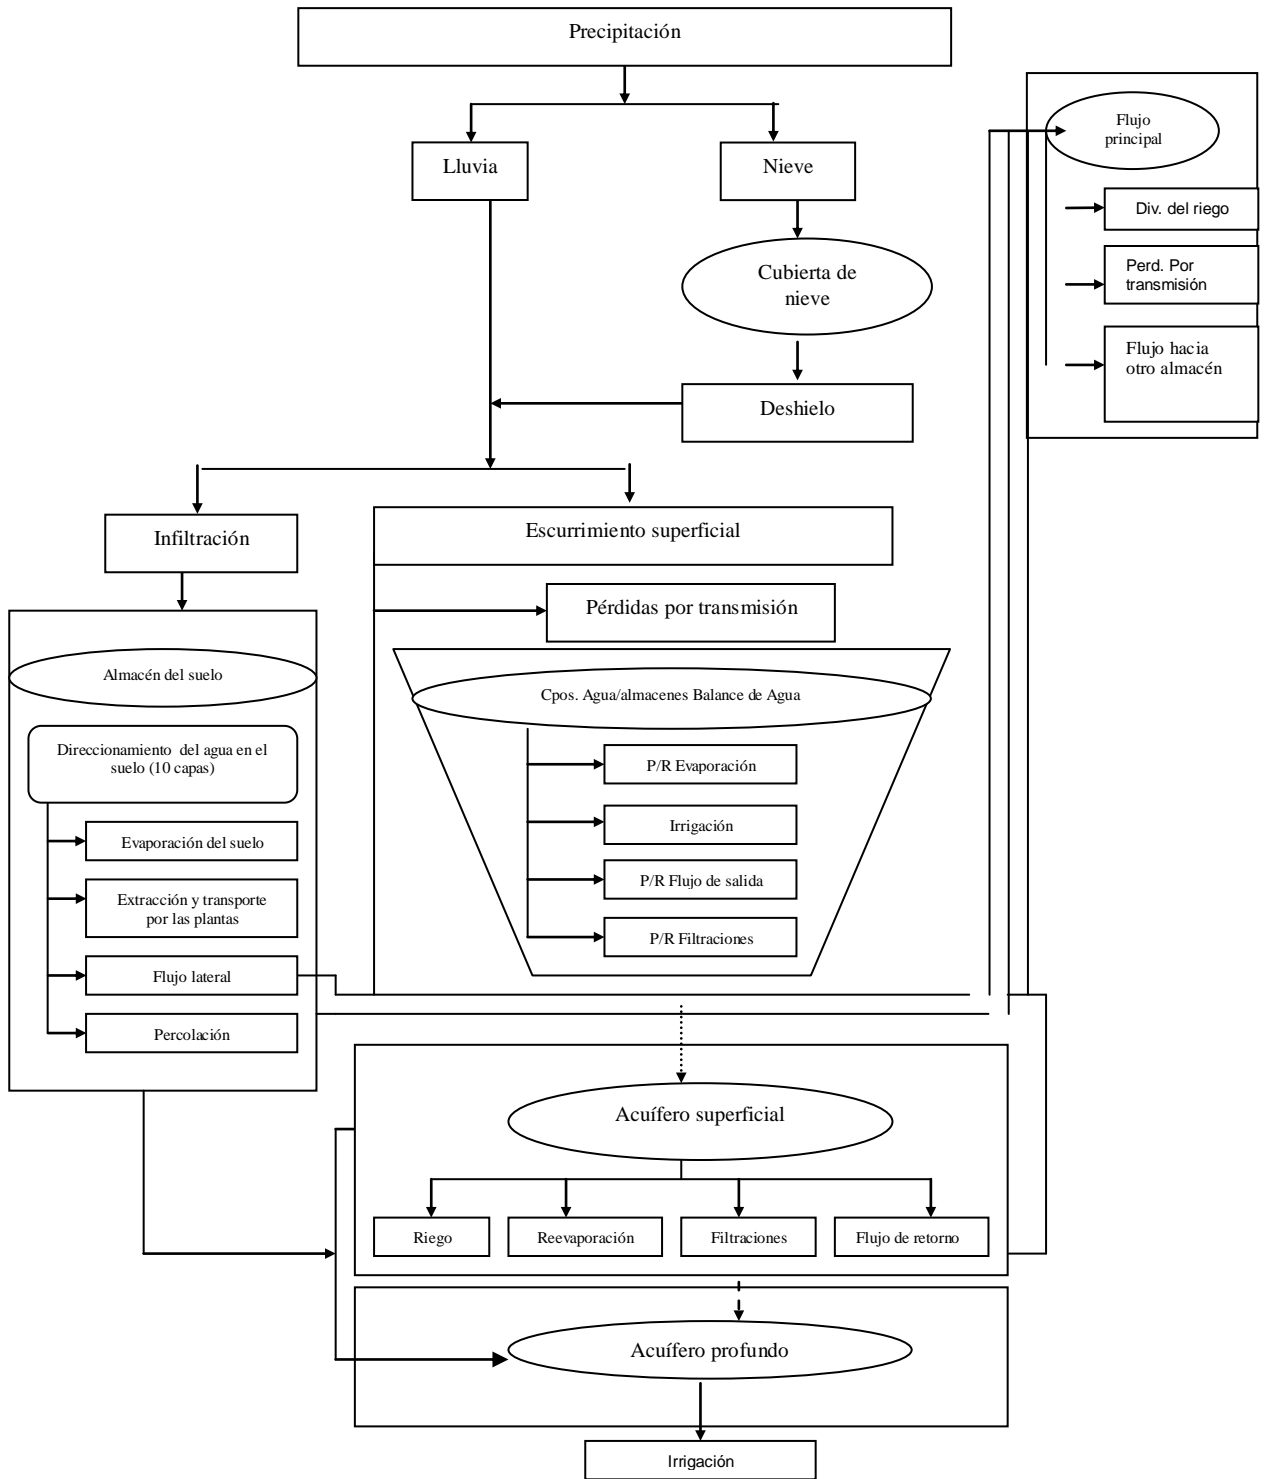 Precipitación
Flujo
principal
Lluvia
Nieve
Div. del riego
Cubierta de
nieve
Perd. Por
transmisión
Flujo hacia
otro almacén
Deshielo
Infiltración
Escurrimiento superficial
Pérdidas por transmisión
Almacén del suelo
Cpos. Agua/almacenes Balance de Agua
Direccionamiento del agua en el
suelo (10 capas)
P/R Evaporación
Irrigación
P/R Flujo de salida
P/R Filtraciones
Evaporación del suelo
Extracción y transporte
por las plantas
Flujo lateral
Percolación
Acuífero superficial
Riego
Reevaporación
Filtraciones
Flujo de retorno
Acuífero profundo
Irrigación